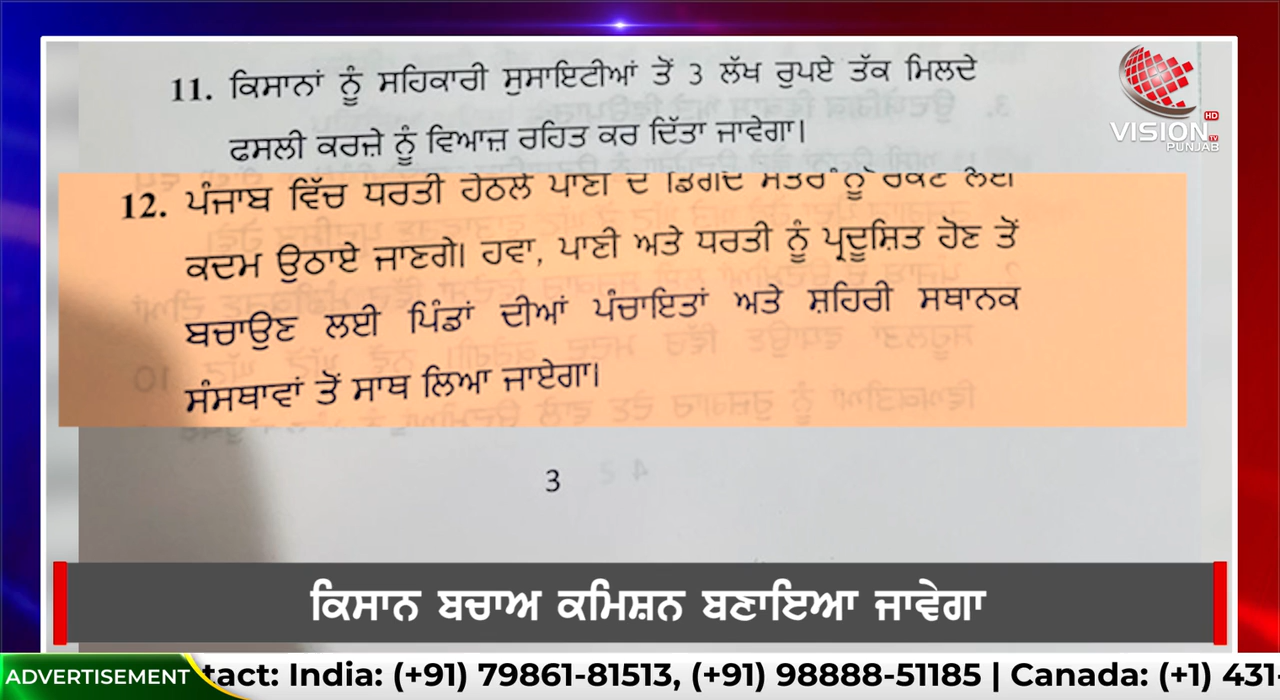 11. ਕਿਸਾਨਾਂ ਨੂੰ ਸਹਿਕਾਰੀ ਸੁਸਾਇਟੀਆਂ ਤੋਂ 3 ਲੱਖ ਰੁਪਏ ਤੱਕ ਮਿਲਦੇ
ਫਸਲੀ ਕਰਜ਼ੇ ਨੂੰ ਵਿਆਜ਼ ਰਹਿਤ ਕਰ ਦਿੱਤਾ ਜਾਵੇਗਾ।
12. ਪੰਜਾਬ ਵਿੱਚ ਧਰਤੀ ਹੇਠਲੇ ਪਾਣੀ ਦੇ ਡਿਗਦੇ ਸਤਰ ਨੂੰ ਰੋਕਣ ਲਈ
ਕਦਮ ਉਠਾਏ ਜਾਣਗੇ। ਹਵਾ, ਪਾਣੀ ਅਤੇ ਧਰਤੀ ਨੂੰ ਪ੍ਰਦੂਸ਼ਿਤ ਹੋਣ ਤੋਂ
ਬਚਾਉਣ ਲਈ ਪਿੰਡਾਂ ਦੀਆਂ ਪੰਚਾਇਤਾਂ ਅਤੇ ਸ਼ਹਿਰੀ ਸਥਾਨਕ
ਸੰਸਥਾਵਾਂ ਤੋਂ ਸਾਥ ਲਿਆ ਜਾਏਗਾ।
3
VISION HD TV
PUNJAB
ਕਿਸਾਨ ਬਚਾਅ ਕਮਿਸ਼ਨ ਬਣਾਇਆ ਜਾਵੇਗਾ
ADVERTISEMENT tact: India: (+91) 79861-81513, (+91) 98888-51185 | Canada: (+1) 431-